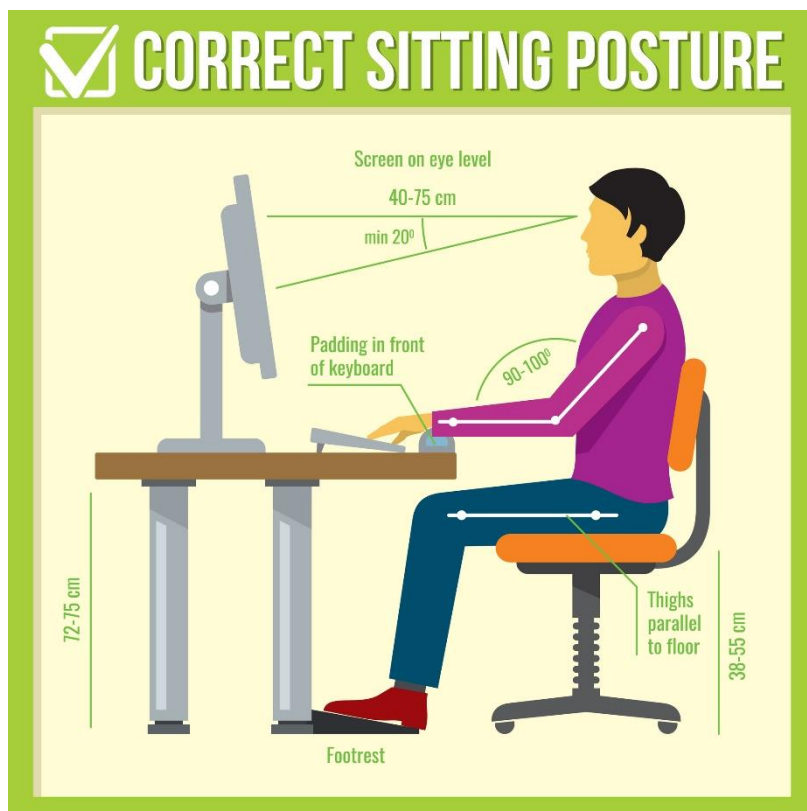 CORRECT SITTING POSTURE
Screen on eye level
40-75 cm
min 20⁰
Padding in front
of keyboard
90-100⁰
72-75 cm
Thighs
parallel
to floor
38-55 cm
Footrest